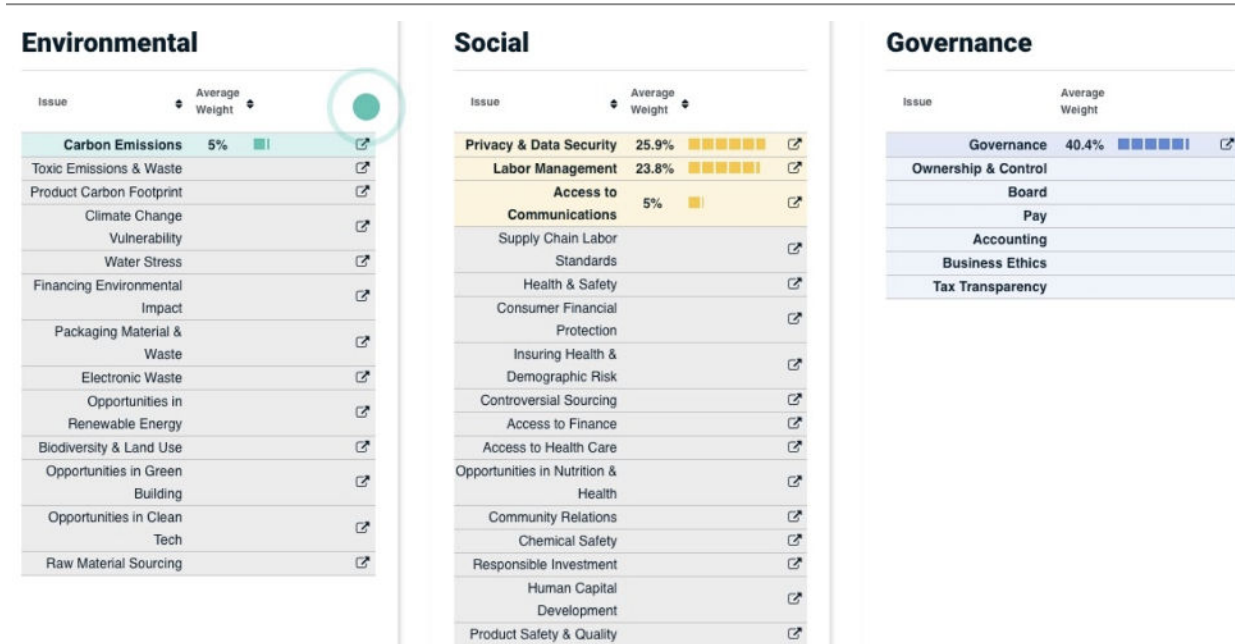 Environmental
Issue Average Weight
Carbon Emissions 5%
Toxic Emissions & Waste
Product Carbon Footprint
Climate Change
Vulnerability
Water Stress
Financing Environmental
Impact
Packaging Material &
Waste
Electronic Waste
Opportunities in
Renewable Energy
Biodiversity & Land Use
Opportunities in Green
Building
Opportunities in Clean
Tech
Raw Material Sourcing
Social
Issue Average Weight
Privacy & Data Security 25.9%
Labor Management 23.8%
Access to
Communications 5%
Supply Chain Labor
Standards
Health & Safety
Consumer Financial
Protection
Insuring Health &
Demographic Risk
Controversial Sourcing
Access to Finance
Access to Health Care
Opportunities in Nutrition &
Health
Community Relations
Chemical Safety
Responsible Investment
Human Capital
Development
Product Safety & Quality
Governance
Issue Average Weight
Governance 40.4%
Ownership & Control
Board
Pay
Accounting
Business Ethics
Tax Transparency